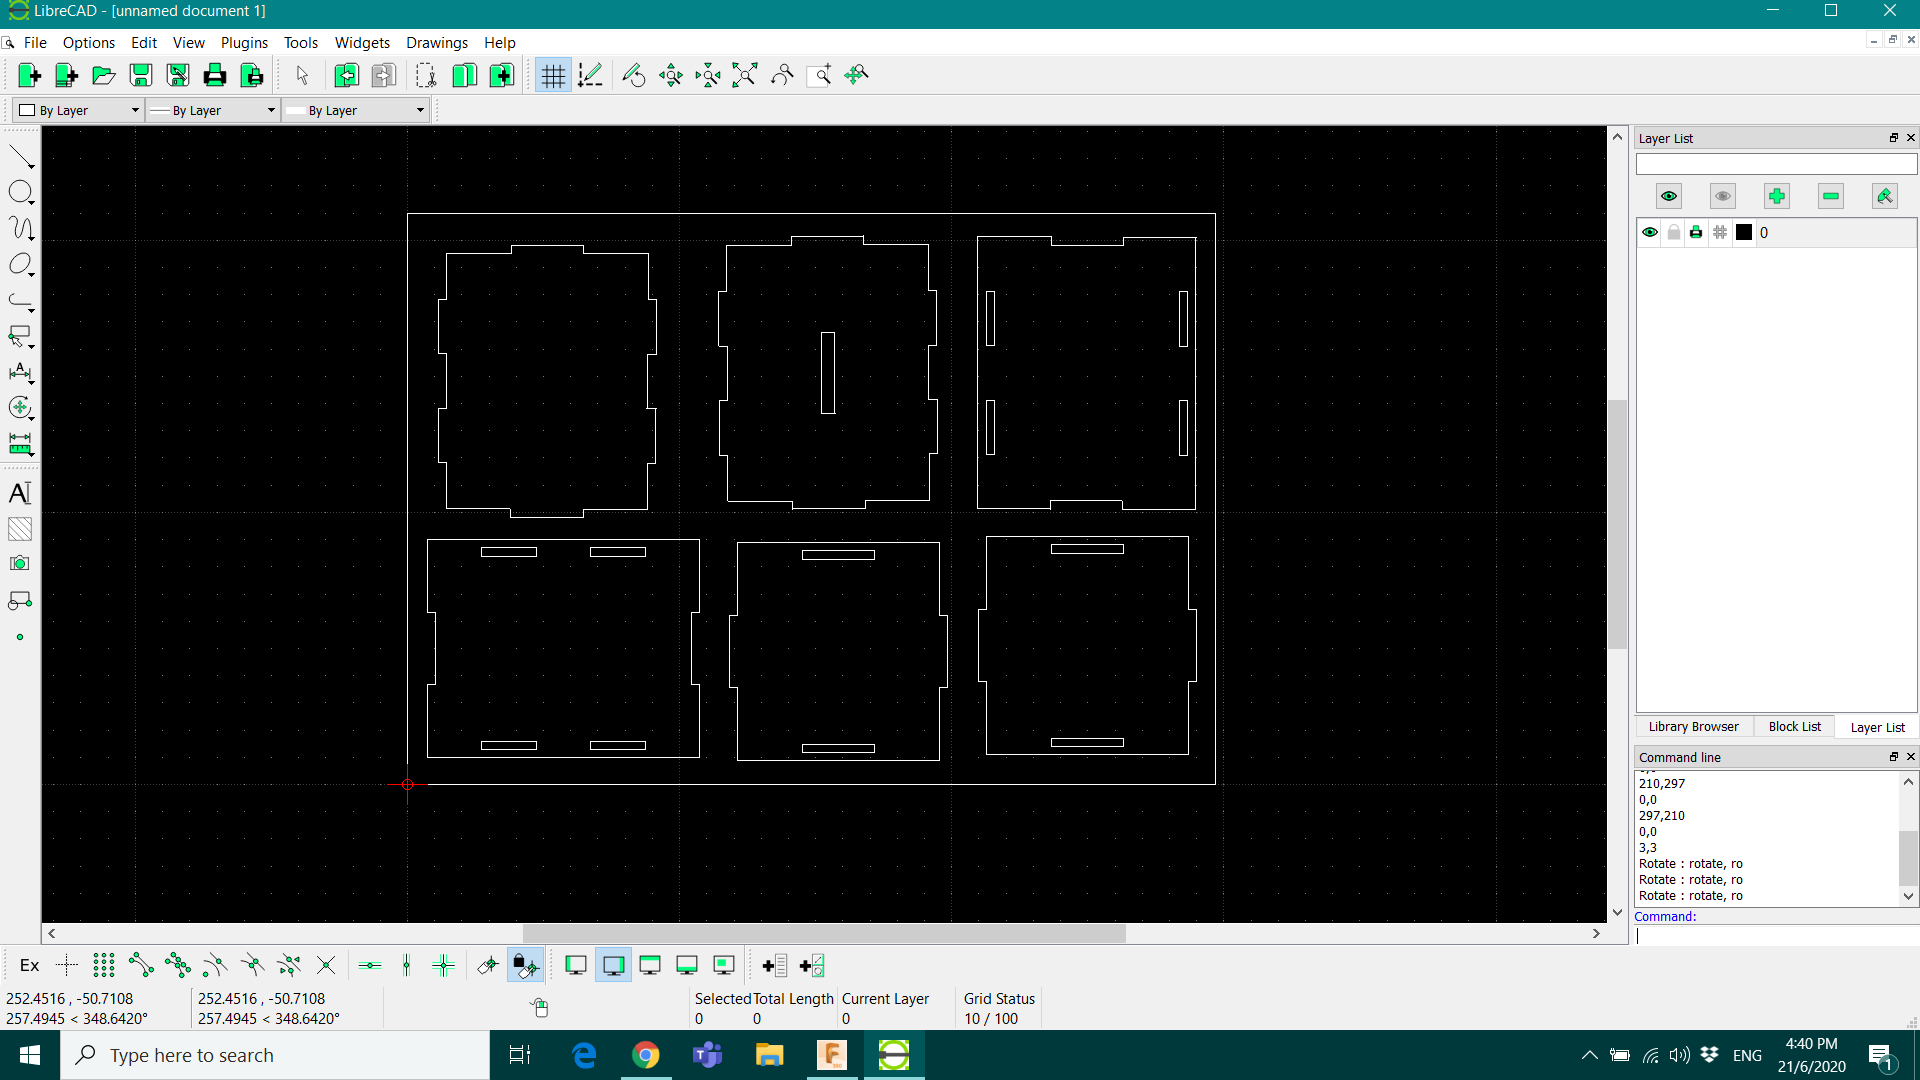 LibreCAD - [unnamed document 1]
File Options Edit View Plugins Tools Widgets Drawings Help
By Layer By Layer By Layer
Layer List
0
Library Browser Block List Layer List
Command line
210,297
0,0
297,210
0,0
3,3
Rotate : rotate, ro
Rotate : rotate, ro
Rotate : rotate, ro
Command:
A
Ex
252.4516 , -50.7108 252.4516 , -50.7108 Selected Total Length Current Layer Grid Status
257.4945 < 348.6420° 257.4945 < 348.6420° 0 0 0 10 / 100
Type here to search
ENG
4:40 PM
21/6/2020
1